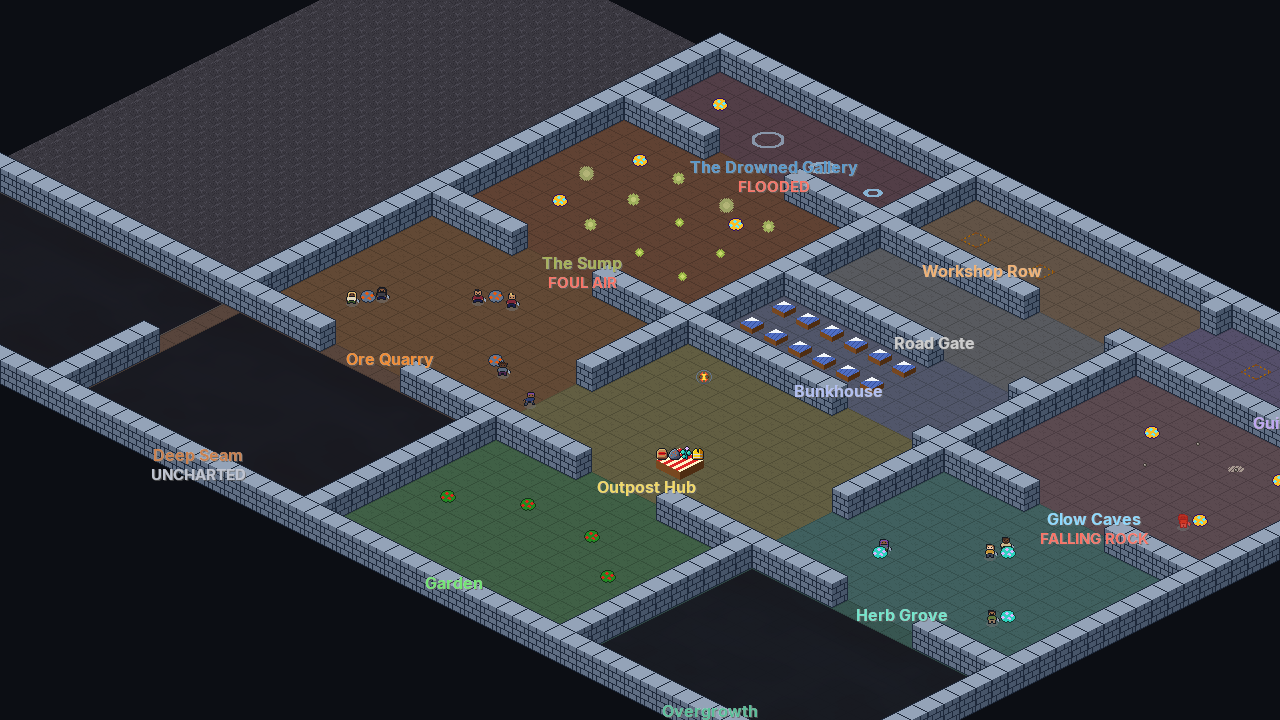 The Drowned Gallery
FLOODED
The Sump
FOUL AIR
Workshop Row
Road Gate
Ore Quarry
Bunkhouse
Deep Seam
UNCHARTED
Outpost Hub
Glow Caves
FALLING ROCK
Garden
Herb Grove
Overgrowth